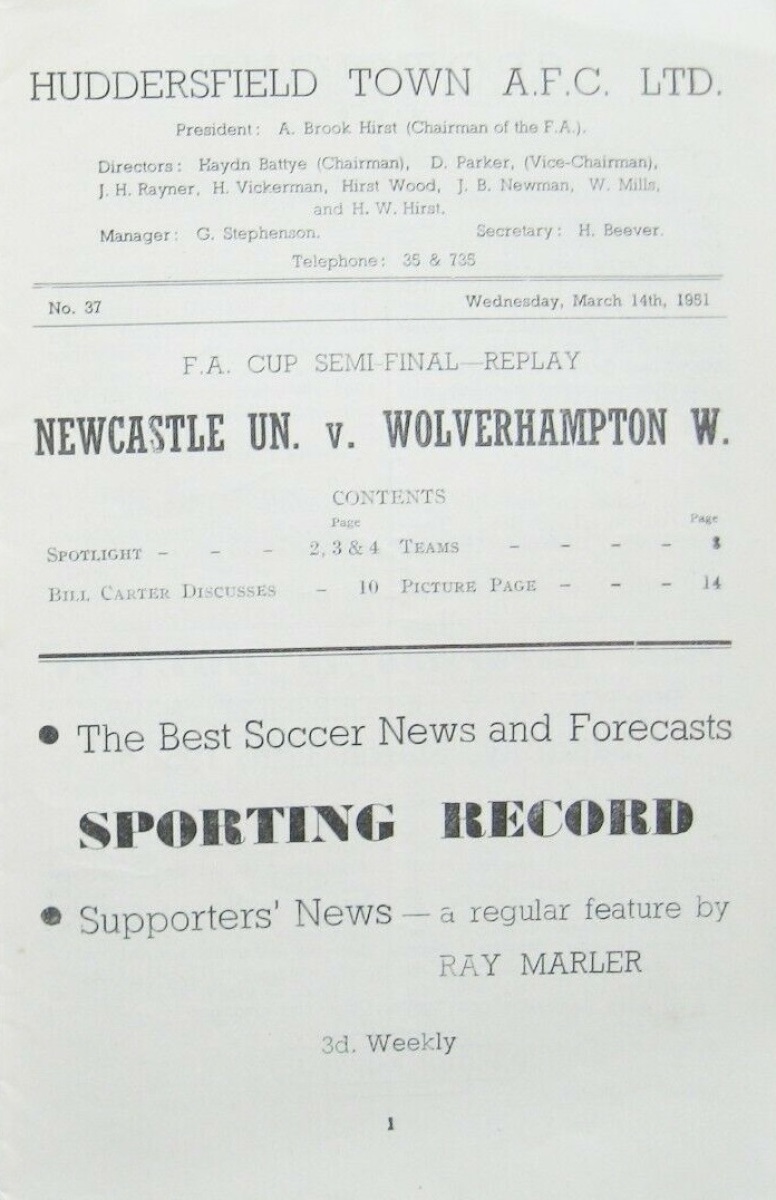 HUDDERSFIELD TOWN A.F.C. LTD.
President: A. Brook Hirst (Chairman of the F.A.).
Directors: Haydn Battye (Chairman), D. Parker, (Vice-Chairman),
J. H. Rayner, H. Vickerman, Hirst Wood, J. B. Newman, W. Mills,
and H. W. Hirst.
Manager: G. Stephenson. Secretary: H. Beever.
Telephone: 35 & 735
No. 37 Wednesday, March 14th, 1951
F.A. CUP SEMI-FINAL—REPLAY
NEWCASTLE UN. v. WOLVERHAMPTON W.
CONTENTS
Page Page
SPOTLIGHT - - - 2, 3 & 4 TEAMS - - - -
BILL CARTER DISCUSSES - 10 PICTURE PAGE - - - 14
• The Best Soccer News and Forecasts
SPORTING RECORD
• Supporters' News — a regular feature by
RAY MARLER
3d. Weekly
1